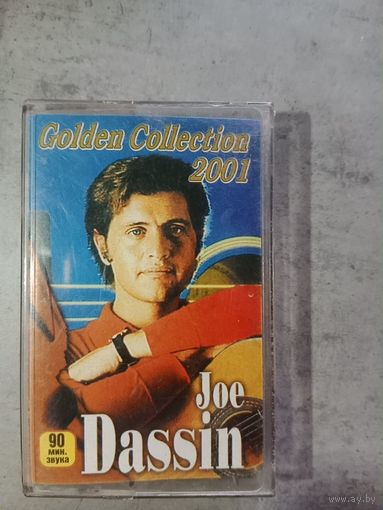 Golden Collection
2001
Joe
Dassin
90
мин.
звука
www.ay.by